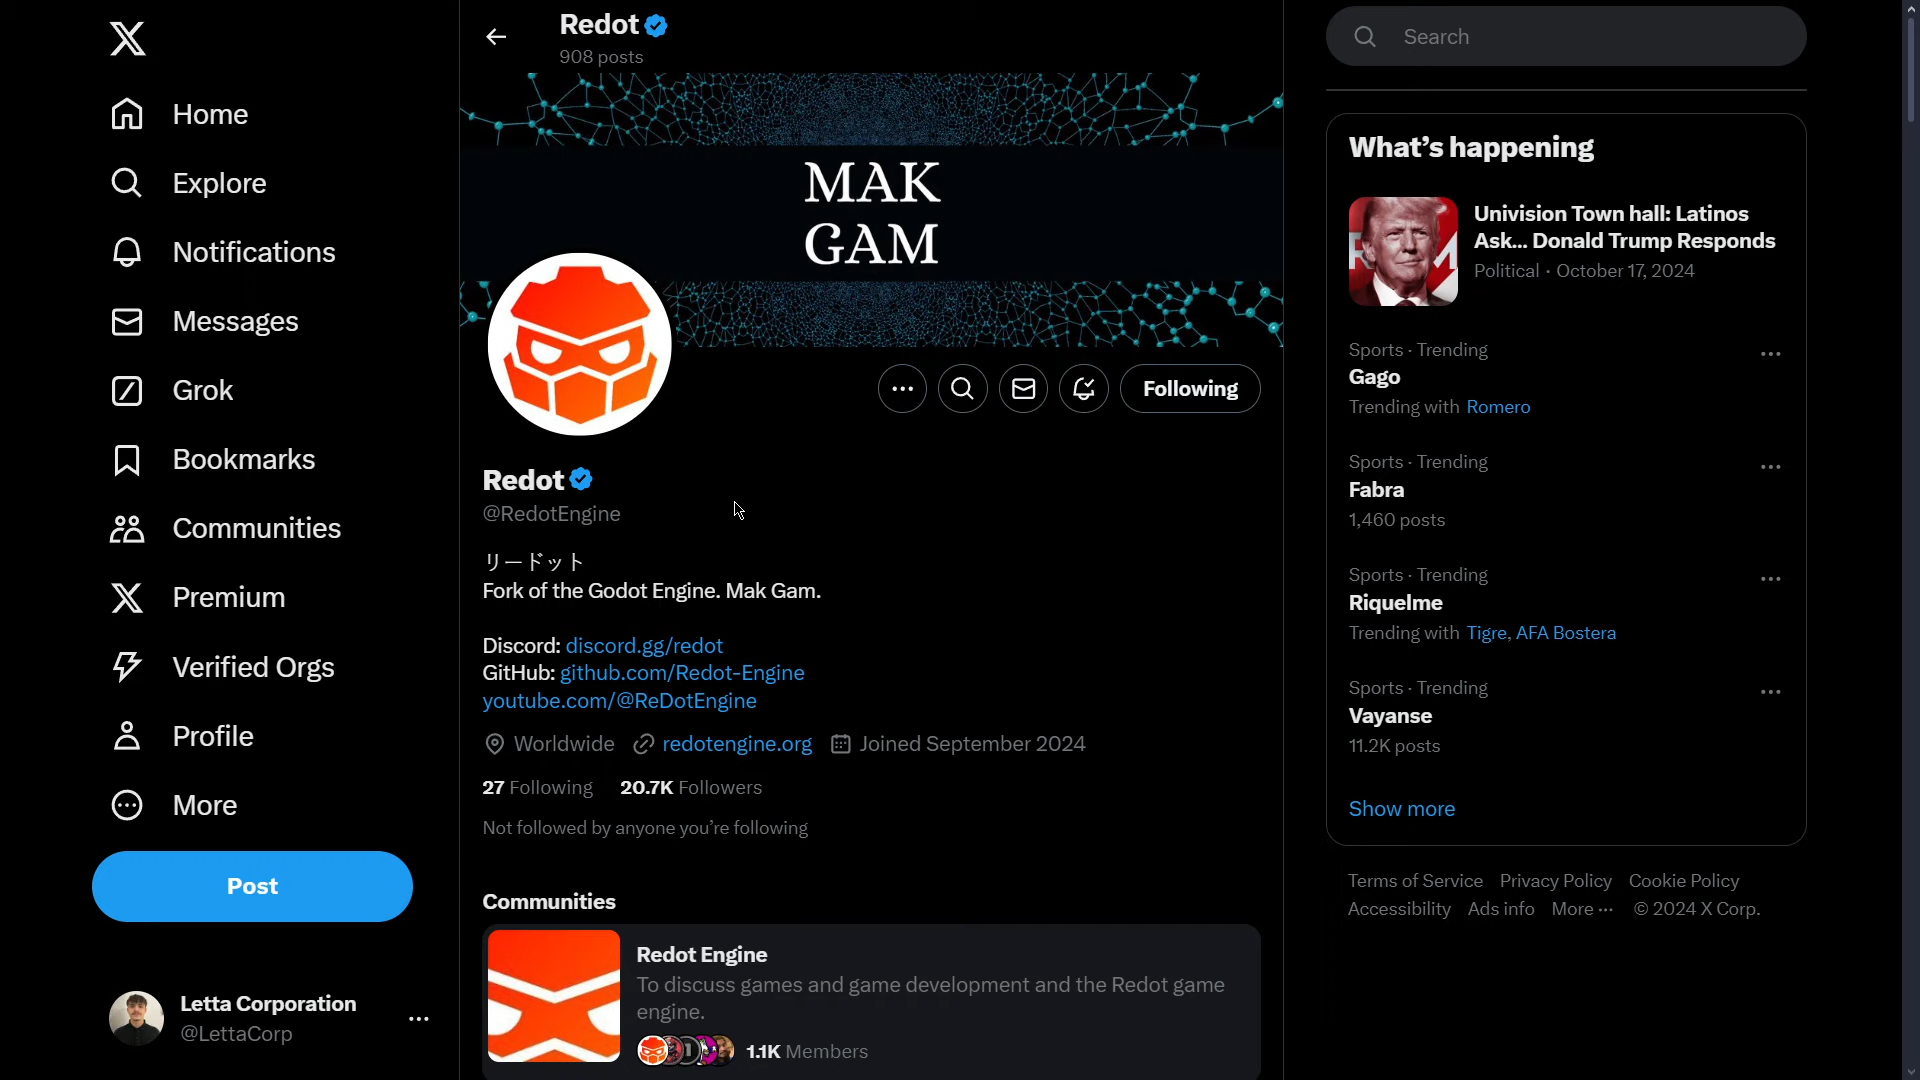 Home
Explore
Notifications
Messages
Grok
Bookmarks
Communities
Premium
Verified Orgs
Profile
More
Post
Letta Corporation
@LettaCorp
Redot
908 posts
MAK
GAM
Following
Redot
@RedotEngine
リードット
Fork of the Godot Engine. Mak Gam.
Discord: discord.gg/redot
GitHub: github.com/Redot-Engine
youtube.com/@ReDotEngine
Worldwide redotengine.org Joined September 2024
27 Following 20.7K Followers
Not followed by anyone you’re following
Communities
Redot Engine
To discuss games and game development and the Redot game
engine.
1.1K Members
Search
What’s happening
Univision Town hall: Latinos
Ask... Donald Trump Responds
Political · October 17, 2024
Sports · Trending
Gago
Trending with Romero
Sports · Trending
Fabra
1,460 posts
Sports · Trending
Riquelme
Trending with Tigre, AFA Bostera
Sports · Trending
Vayanse
11.2K posts
Show more
Terms of Service Privacy Policy Cookie Policy
Accessibility Ads info More ··· © 2024 X Corp.